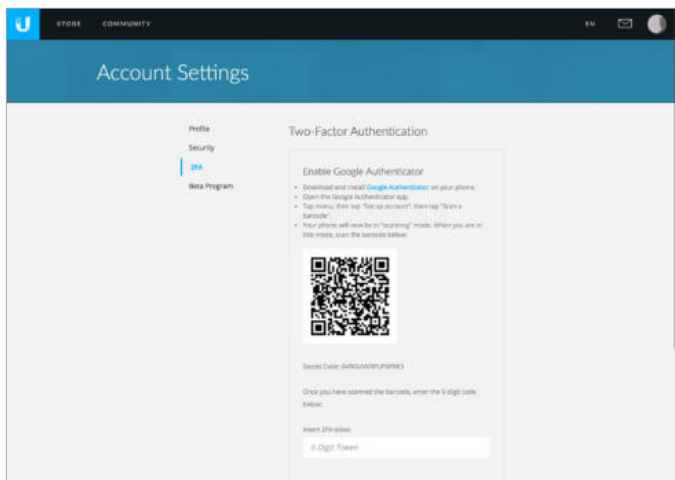 STORE
COMMUNITY
EN
Account Settings
Profile
Security
2FA
Beta Program
Two-Factor Authentication
Enable Google Authenticator
Download and install Google Authenticator on your phone.
Open the Google Authenticator app.
Tap menu, then tap "Set up account", then tap "Scan a
barcode".
Your phone will now be in "scanning" mode. When you are in
this mode, scan the barcode below:
Secret Code:
Once you have scanned the barcode, enter the 6-digit code
below:
Insert 2FA token
6-Digit Token